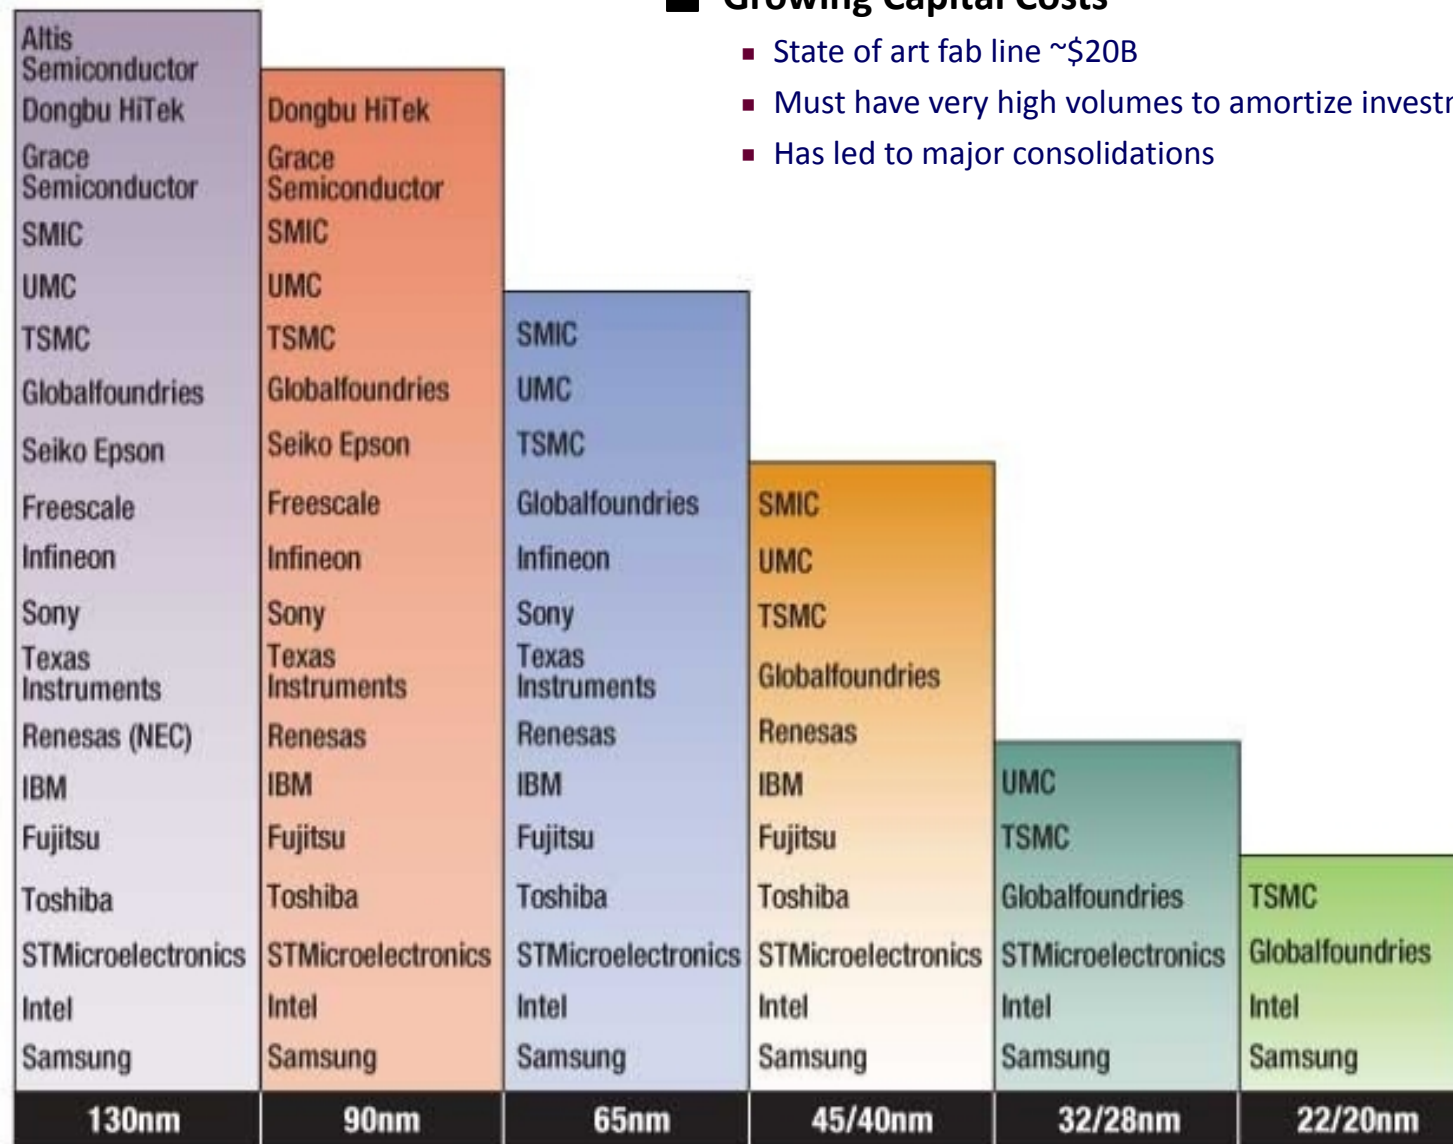 Growing Capital Costs
State of art fab line ~$20B
Must have very high volumes to amortize
Has led to major consolidations
Altis
Semiconductor
Dongbu HiTek
Grace
Semiconductor
SMIC
UMC
TSMC
Globalfoundries
Seiko Epson
Freescale
Infineon
Sony
Texas
Instruments
Renesas (NEC)
IBM
Fujitsu
Toshiba
STMicroelectronics
Intel
Samsung
130nm
Dongbu HiTek
Grace
Semiconductor
SMIC
UMC
TSMC
Globalfoundries
Seiko Epson
Freescale
Infineon
Sony
Texas
Instruments
Renesas
IBM
Fujitsu
Toshiba
STMicroelectronics
Intel
Samsung
90nm
SMIC
UMC
TSMC
Globalfoundries
Infineon
Sony
Texas
Instruments
Renesas
IBM
Fujitsu
Toshiba
STMicroelectronics
Intel
Samsung
65nm
SMIC
UMC
TSMC
Globalfoundries
Renesas
IBM
Fujitsu
Toshiba
STMicroelectronics
Intel
Samsung
45/40nm
UMC
TSMC
Globalfoundries
STMicroelectronics
Intel
Samsung
32/28nm
TSMC
Globalfoundries
Intel
Samsung
22/20nm